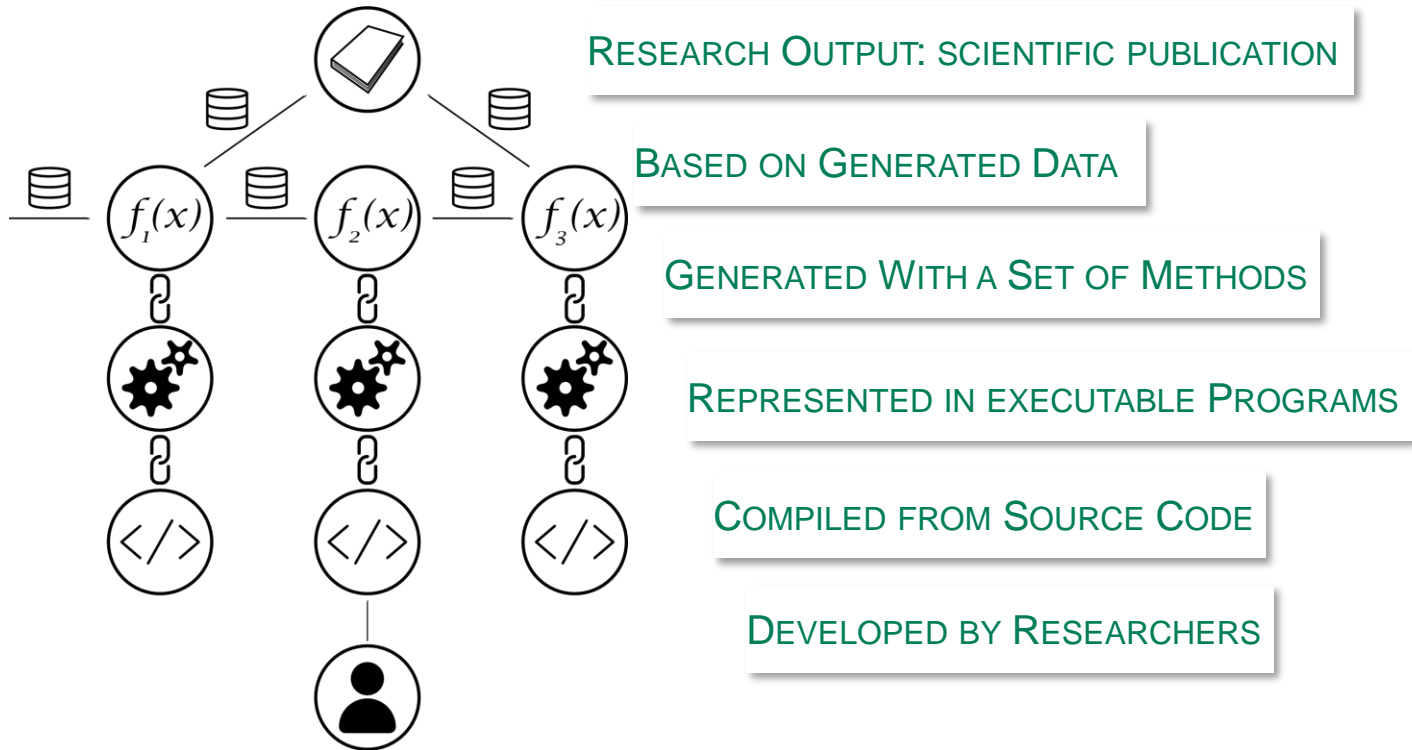 RESEARCH OUTPUT: SCIENTIFIC PUBLICATION
BASED ON GENERATED DATA
f₁(x) f₂(x) f₃(x)
GENERATED WITH A SET OF METHODS
REPRESENTED IN EXECUTABLE PROGRAMS
COMPILED FROM SOURCE CODE
</> </> </>
DEVELOPED BY RESEARCHERS